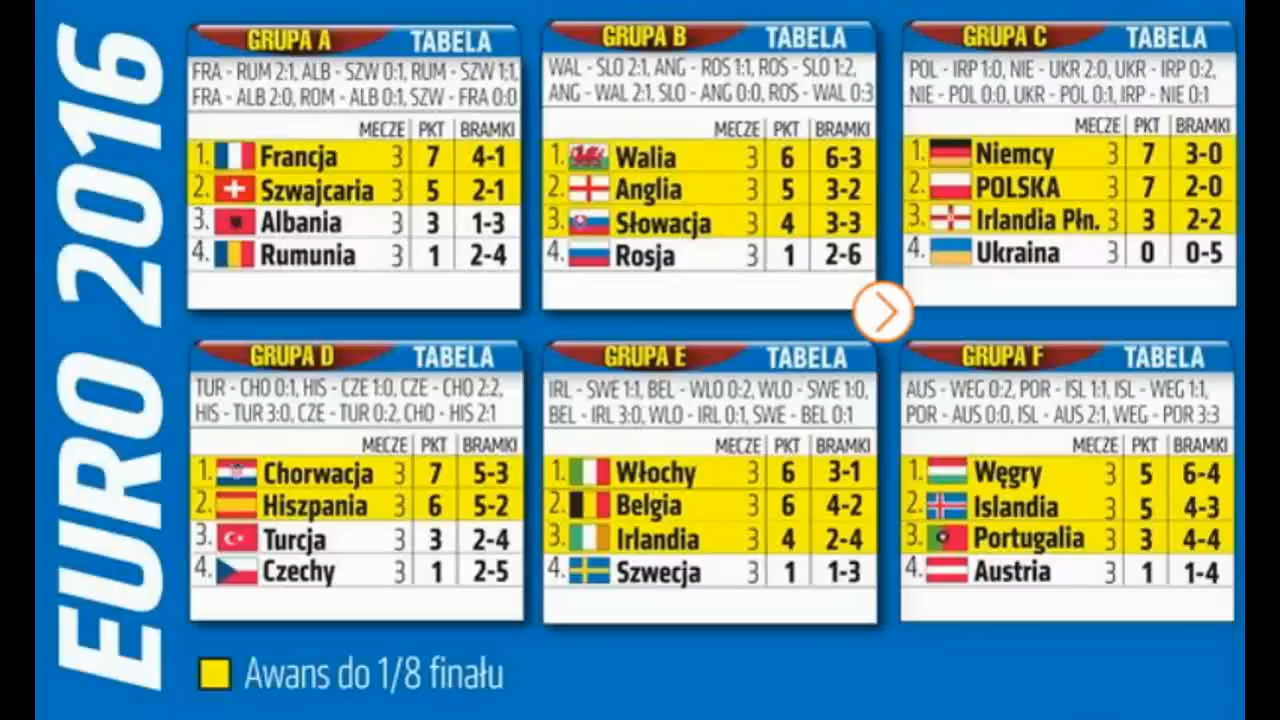 EURO 2016
GRUPA A TABELA
FRA - RUM 2:1, ALB - SZW 0:1, RUM - SZW 1:1,
FRA - ALB 2:0, ROM - ALB 0:1, SZW - FRA 0:0
MECZE PKT BRAMKI
1. Francja 3 7 4-1
2. Szwajcaria 3 5 2-1
3. Albania 3 3 1-3
4. Rumunia 3 1 2-4
GRUPA B TABELA
WAL - SLO 2:1, ANG - ROS 1:1, ROS - SLO 1:2,
ANG - WAL 2:1, SLO - ANG 0:0, ROS - WAL 0:3
MECZE PKT BRAMKI
1. Walia 3 6 6-3
2. Anglia 3 5 3-2
3. Słowacja 3 4 3-3
4. Rosja 3 1 2-6
GRUPA C TABELA
POL - IRP 1:0, NIE - UKR 2:0, UKR - IRP 0:2,
NIE - POL 0:0, UKR - POL 0:1, IRP - NIE 0:1
MECZE PKT BRAMKI
1. Niemcy 3 7 3-0
2. POLSKA 3 7 2-0
3. Irlandia Płn. 3 3 2-2
4. Ukraina 3 0 0-5
GRUPA D TABELA
TUR - CHO 0:1, HIS - CZE 1:0, CZE - CHO 2:2,
HIS - TUR 3:0, CZE - TUR 0:2, CHO - HIS 2:1
MECZE PKT BRAMKI
1. Chorwacja 3 7 5-3
2. Hiszpania 3 6 5-2
3. Turcja 3 3 2-4
4. Czechy 3 1 2-5
GRUPA E TABELA
IRL - SWE 1:1, BEL - WLO 0:2, WLO - SWE 1:0,
BEL - IRL 3:0, WLO - IRL 0:1, SWE - BEL 0:1
MECZE PKT BRAMKI
1. Włochy 3 6 3-1
2. Belgia 3 6 4-2
3. Irlandia 3 4 2-4
4. Szwecja 3 1 1-3
GRUPA F TABELA
AUS - WEG 0:2, POR - ISL 1:1, ISL - WEG 1:1,
POR - AUS 0:0, ISL - AUS 2:1, WEG - POR 3:3
MECZE PKT BRAMKI
1. Węgry 3 5 6-4
2. Islandia 3 5 4-3
3. Portugalia 3 3 4-4
4. Austria 3 1 1-4
Awans do 1/8 finału